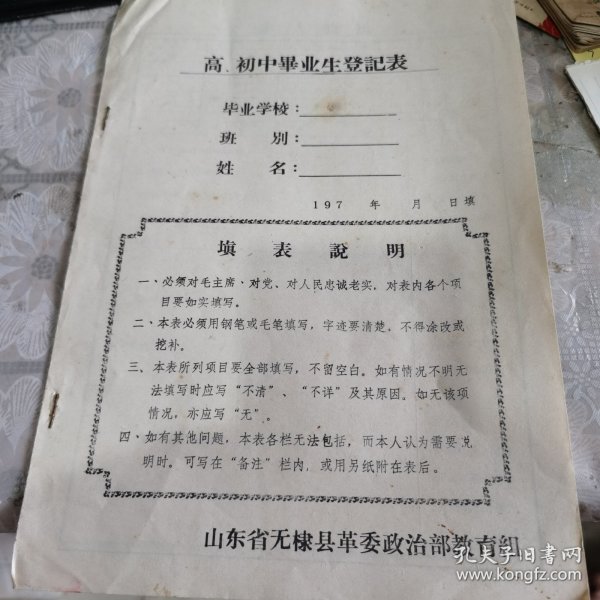 高、初中畢业生登記表
毕业学校：
班 别：
姓 名：
197 年 月 日填
填表說明
一、必须对毛主席、对党、对人民忠诚老实，对表内各个项
目要如实填写。
二、本表必须用钢笔或毛笔填写，字迹要清楚，不得涂改或
挖补。
三、本表所列项目要全部填写，不留空白。如有情况不明无
法填写时应写“不清”、“不详”及其原因。如无该项
情况，亦应写“无”。
四、如有其他问题，本表各栏无法包括，而本人认为需要说
明时。可写在“备注”栏内，或用另纸附在表后。
山东省无棣县革委政治部教育组
孔夫子旧书网
www.kongfz.com